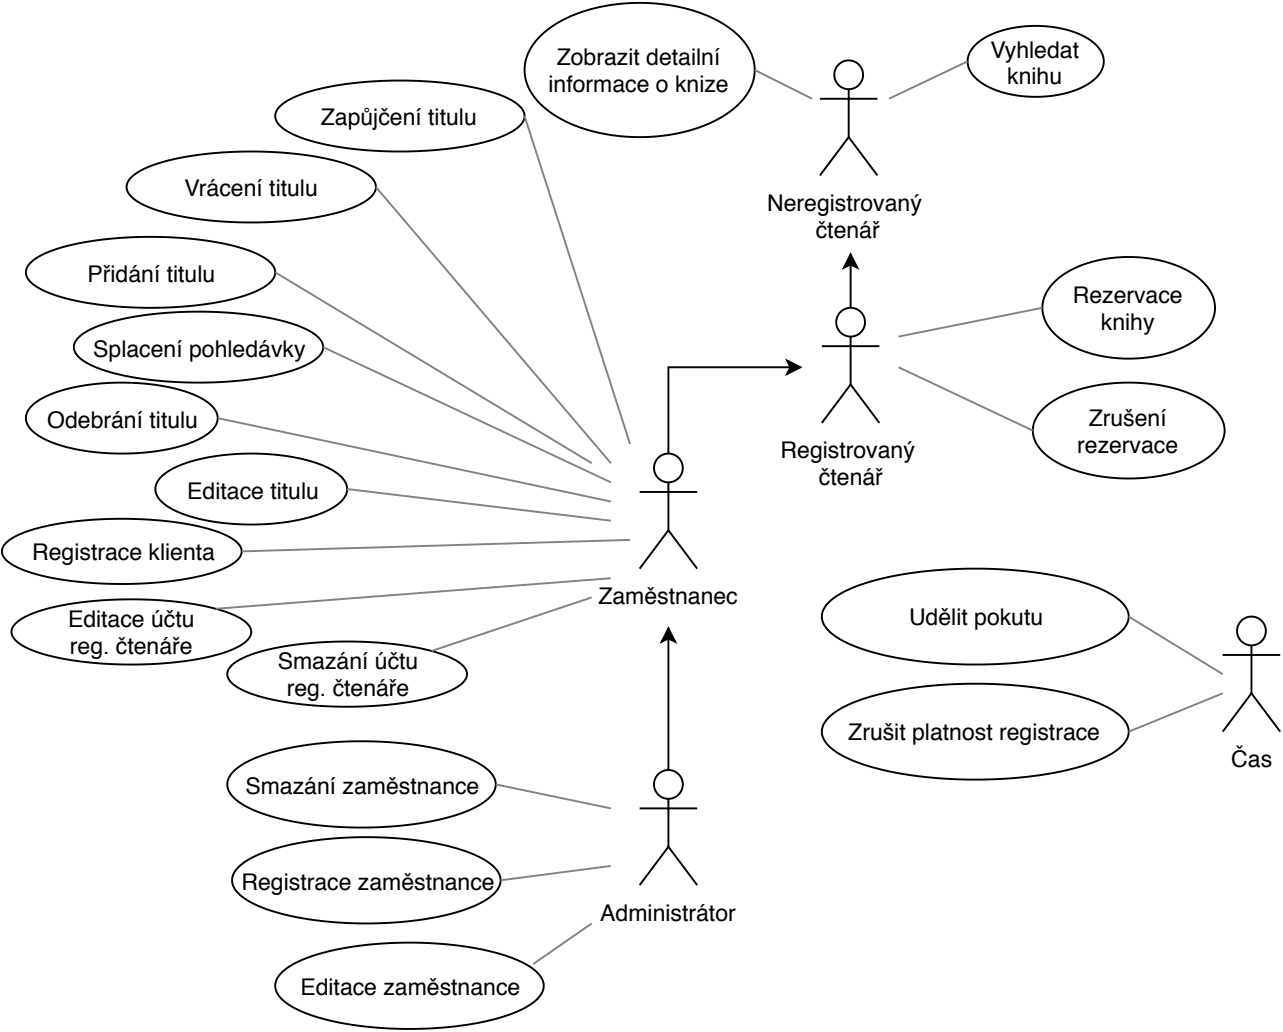 Zobrazit detailní
informace o knize
Vyhledat
knihu
Zapůjčení titulu
Vrácení titulu
Neregistrovaný
čtenář
Přidání titulu
Splacení pohledávky
Odebrání titulu
Rezervace
knihy
Zrušení
rezervace
Registrovaný
čtenář
Editace titulu
Registrace klienta
Editace účtu
reg. čtenáře
Smazání účtu
reg. čtenáře
Zaměstnanec
Udělit pokutu
Zrušit platnost registrace
Čas
Smazání zaměstnance
Registrace zaměstnance
Administrátor
Editace zaměstnance